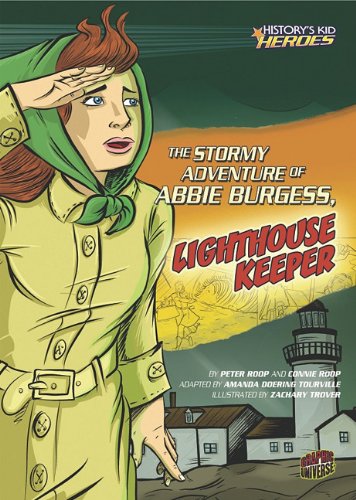 HISTORY'S KID
HEROES
THE STORMY
ADVENTURE OF
ABBIE BURGESS,
LIGHTHOUSE
KEEPER
BY PETER ROOP AND CONNIE ROOP
ADAPTED BY AMANDA DOERING TOURVILLE
ILLUSTRATED BY ZACHARY TROVER
GRAPHIC
UNIVERSE